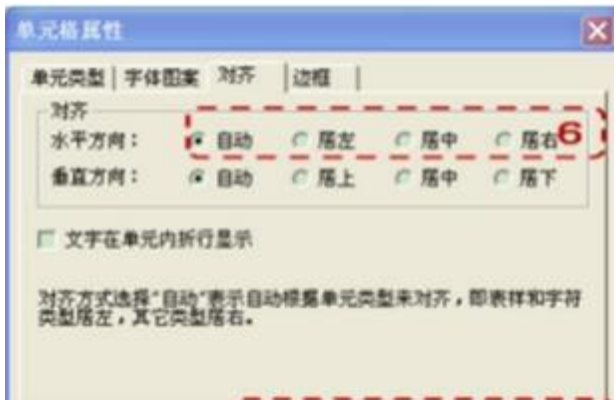 单元格属性
单元类型 字体图案 对齐 边框
对齐
水平方向： 自动 居左 居中 居右 6
垂直方向： 自动 居上 居中 居下
文字在单元内折行显示
对齐方式选择“自动”表示自动根据单元类型来对齐，即表样和字符
类型居左，其它类型居右。